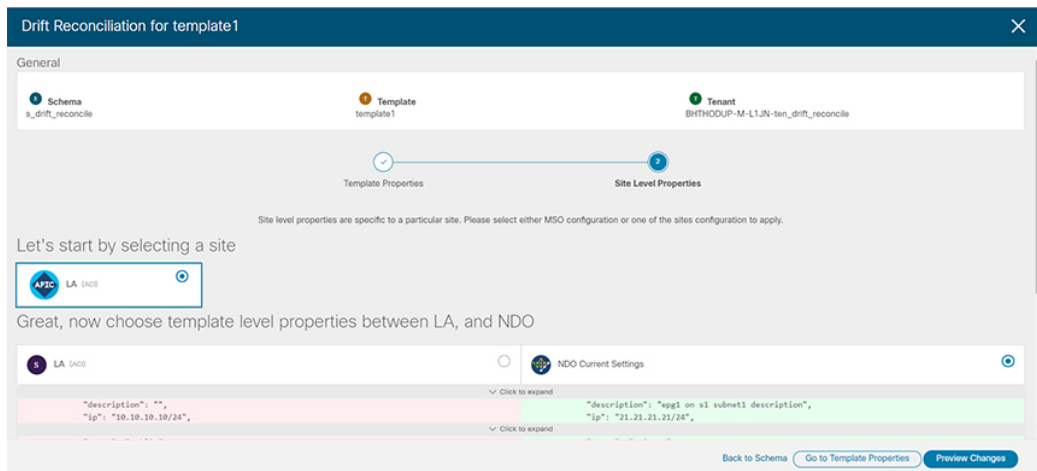 Drift Reconciliation for template1
General
S Schema
s_drift_reconcile
T Template
template1
T Tenant
BHTHODUP-M-L1JN-ten_drift_reconcile
2
Template Properties
Site Level Properties
Site level properties are specific to a particular site. Please select either MSO configuration or one of the sites configuration to apply.
Let's start by selecting a site
APIC LA (ACI)
Great, now choose template level properties between LA, and NDO
S LA (ACI)
NDO Current Settings
Click to expand
"description": "", "description": "epg1 on s1 subnet1 description",
"ip": "10.10.10.10/24", "ip": "21.21.21.21/24",
Click to expand
Back to Schema Go to Template Properties Preview Changes